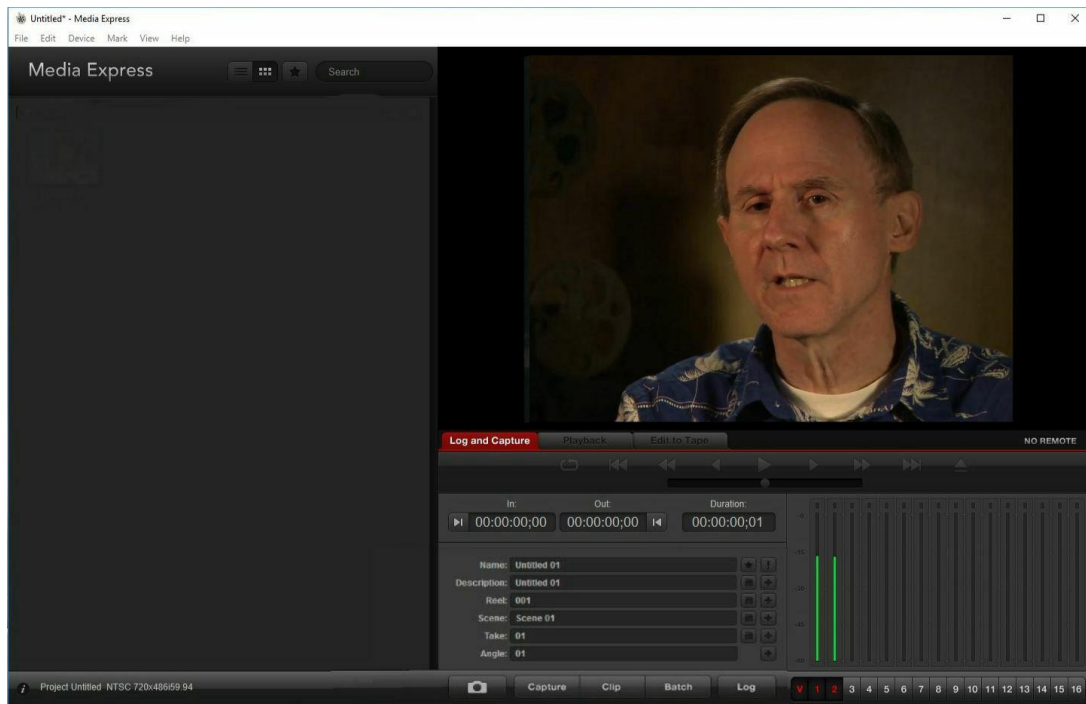 Untitled* - Media Express
File Edit Device Mark View Help
Media Express
Search
Log and Capture Playback Edit to Tape NO REMOTE
In: Out: Duration:
00:00:00;00 00:00:00;00 00:00:00;01
Name: Untitled 01
Description: Untitled 01
Reel: 001
Scene: Scene 01
Take: 01
Angle: 01
Project Untitled NTSC 720x486i59.94
Capture Clip Batch Log
V 1 2 3 4 5 6 7 8 9 10 11 12 13 14 15 16